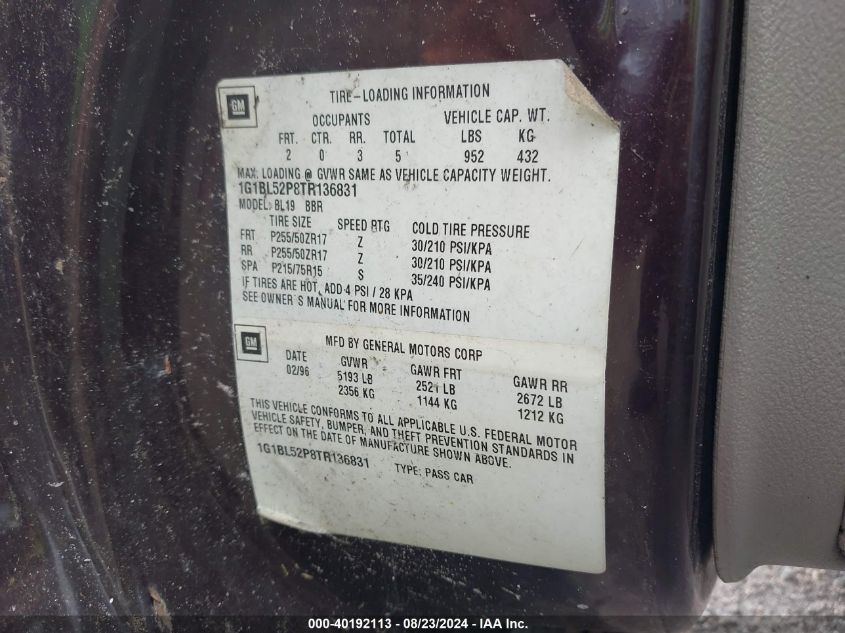 GM
TIRE-LOADING INFORMATION
OCCUPANTS VEHICLE CAP. WT.
FRT. CTR. RR. TOTAL LBS KG
2 0 3 5 952 432
MAX. LOADING @ GVWR SAME AS VEHICLE CAPACITY WEIGHT.
1G1BL52P8TR136831
MODEL: BL19 BBR
TIRE SIZE SPEED RTG COLD TIRE PRESSURE
FRT P255/50ZR17 Z 30/210 PSI/KPA
RR P255/50ZR17 Z 30/210 PSI/KPA
SPA P215/75R15 S 35/240 PSI/KPA
IF TIRES ARE HOT, ADD 4 PSI / 28 KPA
SEE OWNER'S MANUAL FOR MORE INFORMATION
GM
MFD BY GENERAL MOTORS CORP
DATE GVWR GAWR FRT GAWR RR
02/96 5193 LB 2521 LB 2672 LB
2356 KG 1144 KG 1212 KG
THIS VEHICLE CONFORMS TO ALL APPLICABLE U.S. FEDERAL MOTOR
VEHICLE SAFETY, BUMPER, AND THEFT PREVENTION STANDARDS IN
EFFECT ON THE DATE OF MANUFACTURE SHOWN ABOVE.
1G1BL52P8TR136831 TYPE: PASS CAR
000-40192113 - 08/23/2024 - IAA Inc.